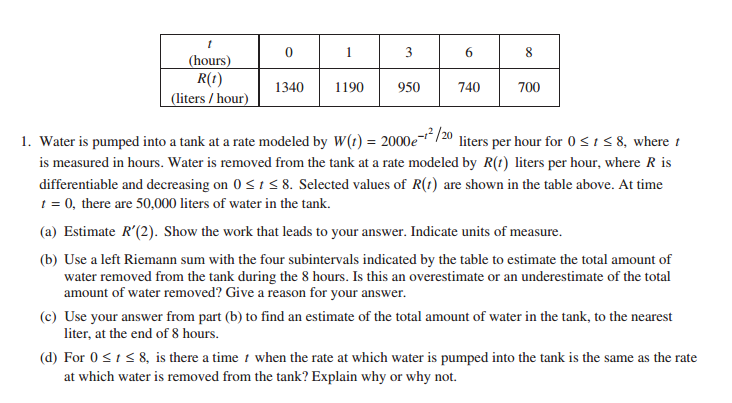 t (hours) 0 1 3 6 8
R(t) (liters / hour) 1340 1190 950 740 700
1. Water is pumped into a tank at a rate modeled by W(t) = 2000e^(−t²/20) liters per hour for 0 ≤ t ≤ 8, where t
is measured in hours. Water is removed from the tank at a rate modeled by R(t) liters per hour, where R is
differentiable and decreasing on 0 ≤ t ≤ 8. Selected values of R(t) are shown in the table above. At time
t = 0, there are 50,000 liters of water in the tank.
(a) Estimate R′(2). Show the work that leads to your answer. Indicate units of measure.
(b) Use a left Riemann sum with the four subintervals indicated by the table to estimate the total amount of
water removed from the tank during the 8 hours. Is this an overestimate or an underestimate of the total
amount of water removed? Give a reason for your answer.
(c) Use your answer from part (b) to find an estimate of the total amount of water in the tank, to the nearest
liter, at the end of 8 hours.
(d) For 0 ≤ t ≤ 8, is there a time t when the rate at which water is pumped into the tank is the same as the rate
at which water is removed from the tank? Explain why or why not.